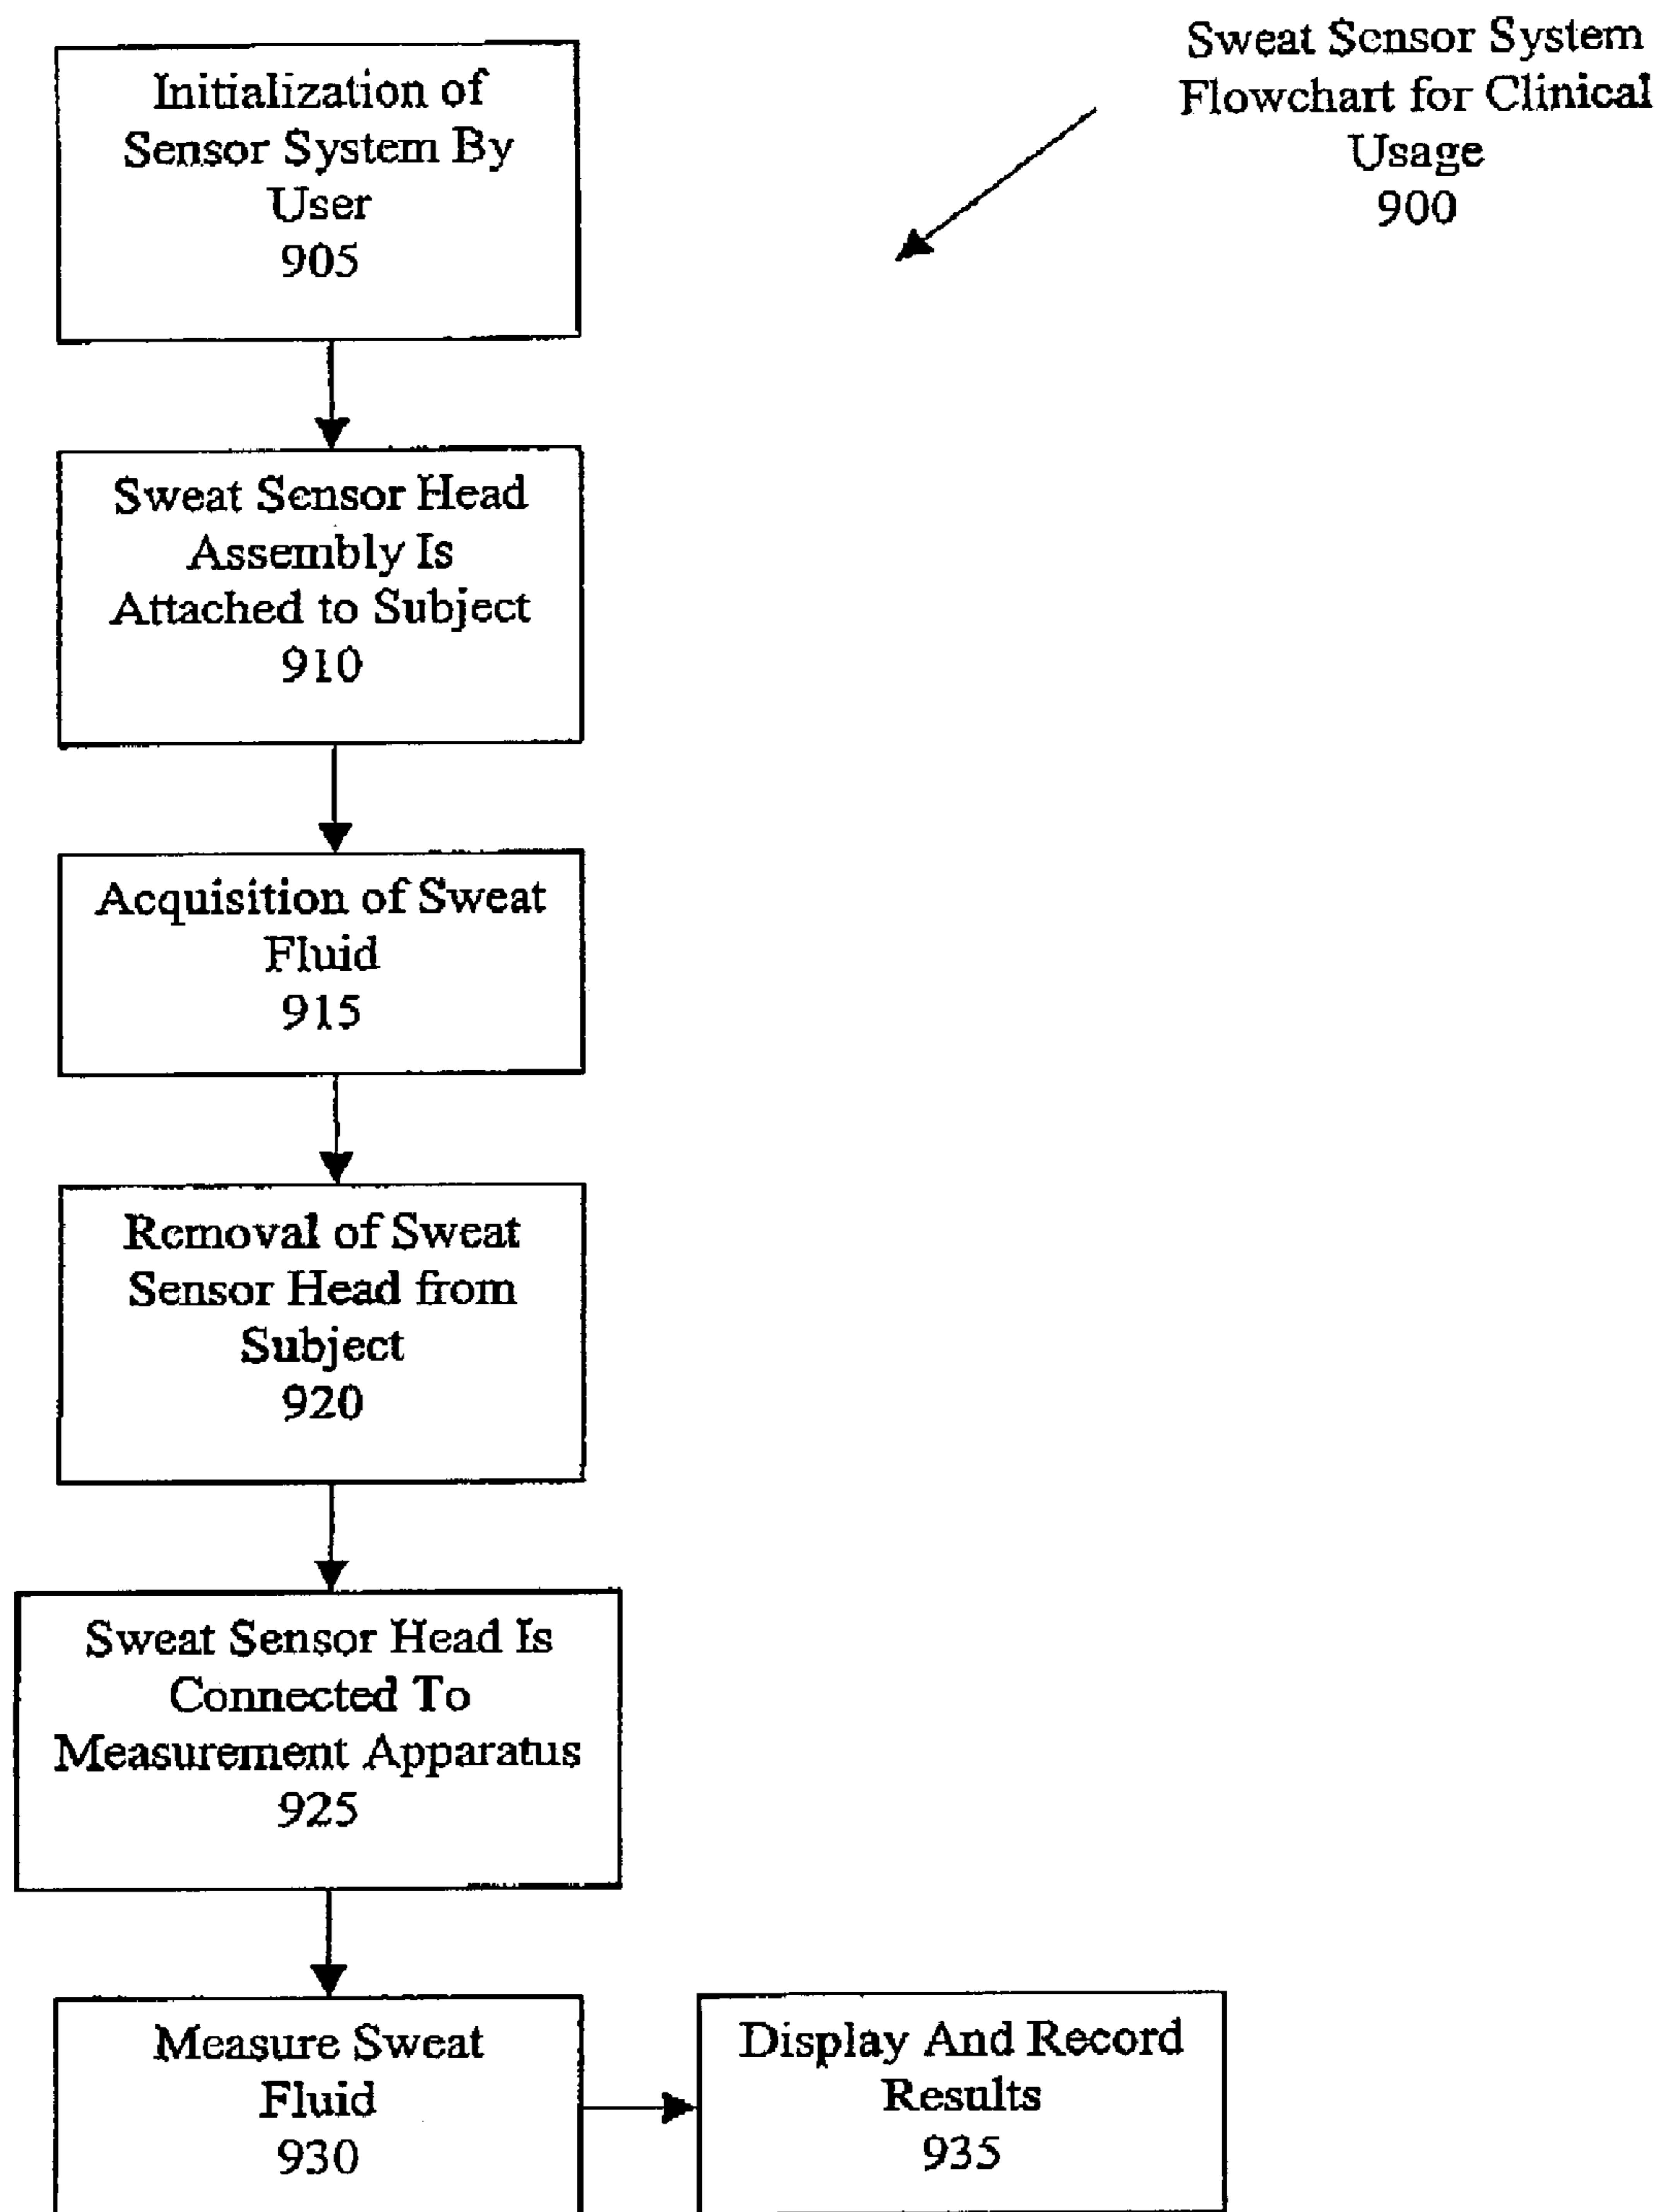 Initialization of
Sensor System By
User
905
Sweat Sensor System
Flowchart for Clinical
Usage
900
Sweat Sensor Head
Assembly Is
Attached to Subject
910
Acquisition of Sweat
Fluid
915
Removal of Sweat
Sensor Head from
Subject
920
Sweat Sensor Head Is
Connected To
Measurement Apparatus
925
Measure Sweat
Fluid
930
Display And Record
Results
935